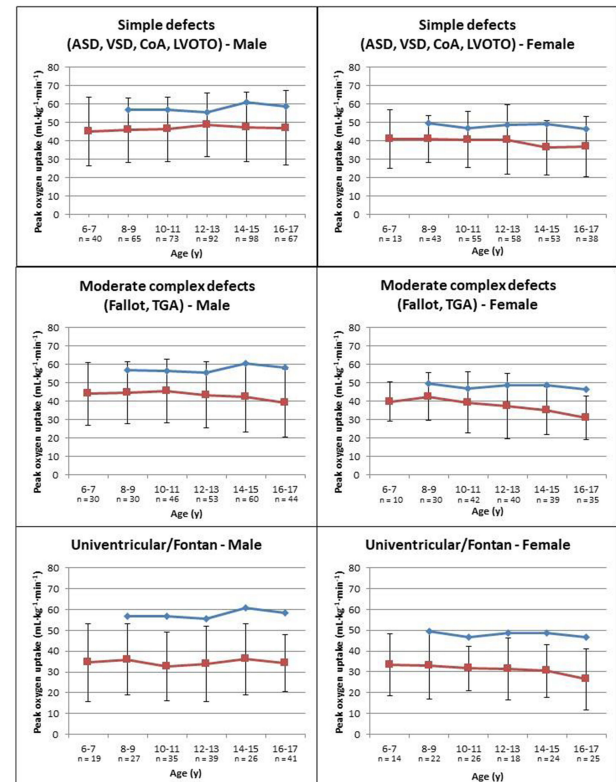 Simple defects
(ASD, VSD, CoA, LVOTO) - Male
Peak oxygen uptake (mL·kg⁻¹·min⁻¹)
80
70
60
50
40
30
20
10
0
6-7 8-9 10-11 12-13 14-15 16-17
n = 40 n = 65 n = 73 n = 92 n = 98 n = 67
Age (y)
Simple defects
(ASD, VSD, CoA, LVOTO) - Female
Peak oxygen uptake (mL·kg⁻¹·min⁻¹)
80
70
60
50
40
30
20
10
0
6-7 8-9 10-11 12-13 14-15 16-17
n = 13 n = 43 n = 55 n = 58 n = 53 n = 38
Age (y)
Moderate complex defects
(Fallot, TGA) - Male
Peak oxygen uptake (mL·kg⁻¹·min⁻¹)
80
70
60
50
40
30
20
10
0
6-7 8-9 10-11 12-13 14-15 16-17
n = 30 n = 30 n = 46 n = 53 n = 60 n = 44
Age (y)
Moderate complex defects
(Fallot, TGA) - Female
Peak oxygen uptake (mL·kg⁻¹·min⁻¹)
80
70
60
50
40
30
20
10
0
6-7 8-9 10-11 12-13 14-15 16-17
n = 10 n = 30 n = 42 n = 40 n = 39 n = 35
Age (y)
Univentricular/Fontan - Male
Peak oxygen uptake (mL·kg⁻¹·min⁻¹)
80
70
60
50
40
30
20
10
0
6-7 8-9 10-11 12-13 14-15 16-17
n = 19 n = 27 n = 35 n = 39 n = 26 n = 41
Age (y)
Univentricular/Fontan - Female
Peak oxygen uptake (mL·kg⁻¹·min⁻¹)
80
70
60
50
40
30
20
10
0
6-7 8-9 10-11 12-13 14-15 16-17
n = 14 n = 22 n = 26 n = 18 n = 24 n = 25
Age (y)